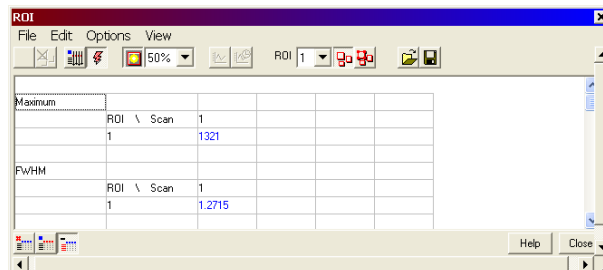 ROI
File Edit Options View
50% ROI 1
Maximum
ROI \ Scan 1
1 1321
FWHM
ROI \ Scan 1
1 1.2715
Help Close